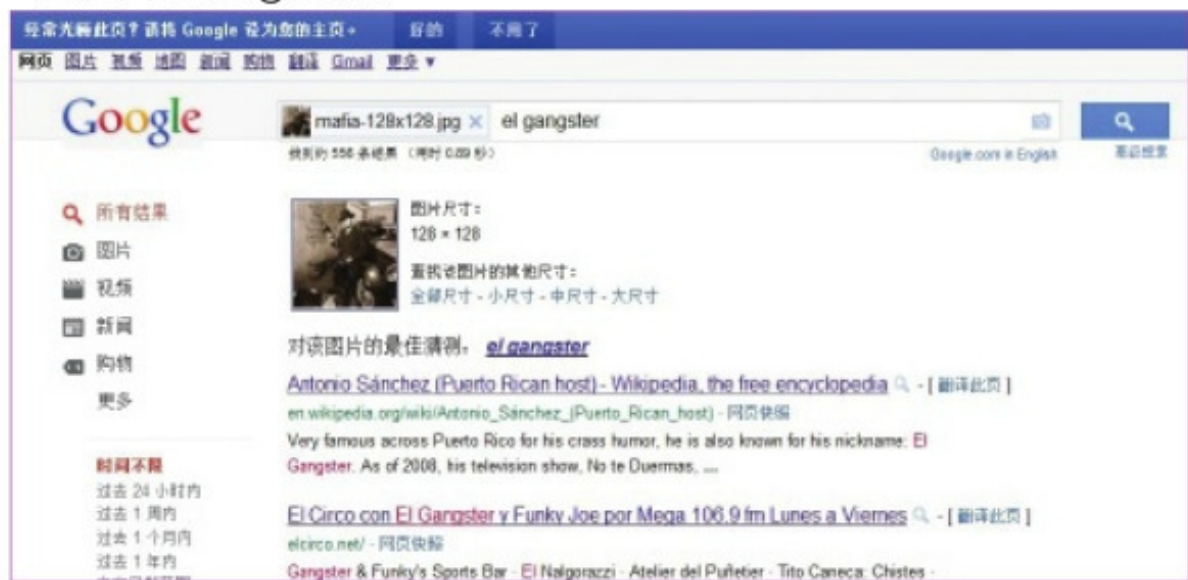 经常光顾此页？请将 Google 设为您的主页。 好的 不用了
网页 图片 视频 地图 新闻 购物 翻译 Gmail 更多 ▼
Google mafia-128x128.jpg × el gangster
找到约 556 条结果 （用时 0.89 秒） Google.com in English 高级搜索
所有结果
图片
视频
新闻
购物
更多
时间不限
过去 24 小时内
过去 1 周内
过去 1 个月内
过去 1 年内
图片尺寸：
128 × 128
查找该图片的其他尺寸：
全部尺寸 - 小尺寸 - 中尺寸 - 大尺寸
对该图片的最佳猜测： el gangster
Antonio Sánchez (Puerto Rican host) - Wikipedia, the free encyclopedia - [ 翻译此页 ]
en.wikipedia.org/wiki/Antonio_Sánchez_(Puerto_Rican_host) - 网页快照
Very famous across Puerto Rico for his crass humor, he is also known for his nickname: El
Gangster. As of 2008, his television show, No te Duermas, ....
El Circo con El Gangster y Funky Joe por Mega 106.9 fm Lunes a Viernes - [ 翻译此页 ]
elcirco.net/ - 网页快照
Gangster & Funky's Sports Bar - El Nalgorazzi - Atelier del Puñetier - Tito Caneca: Chistes -